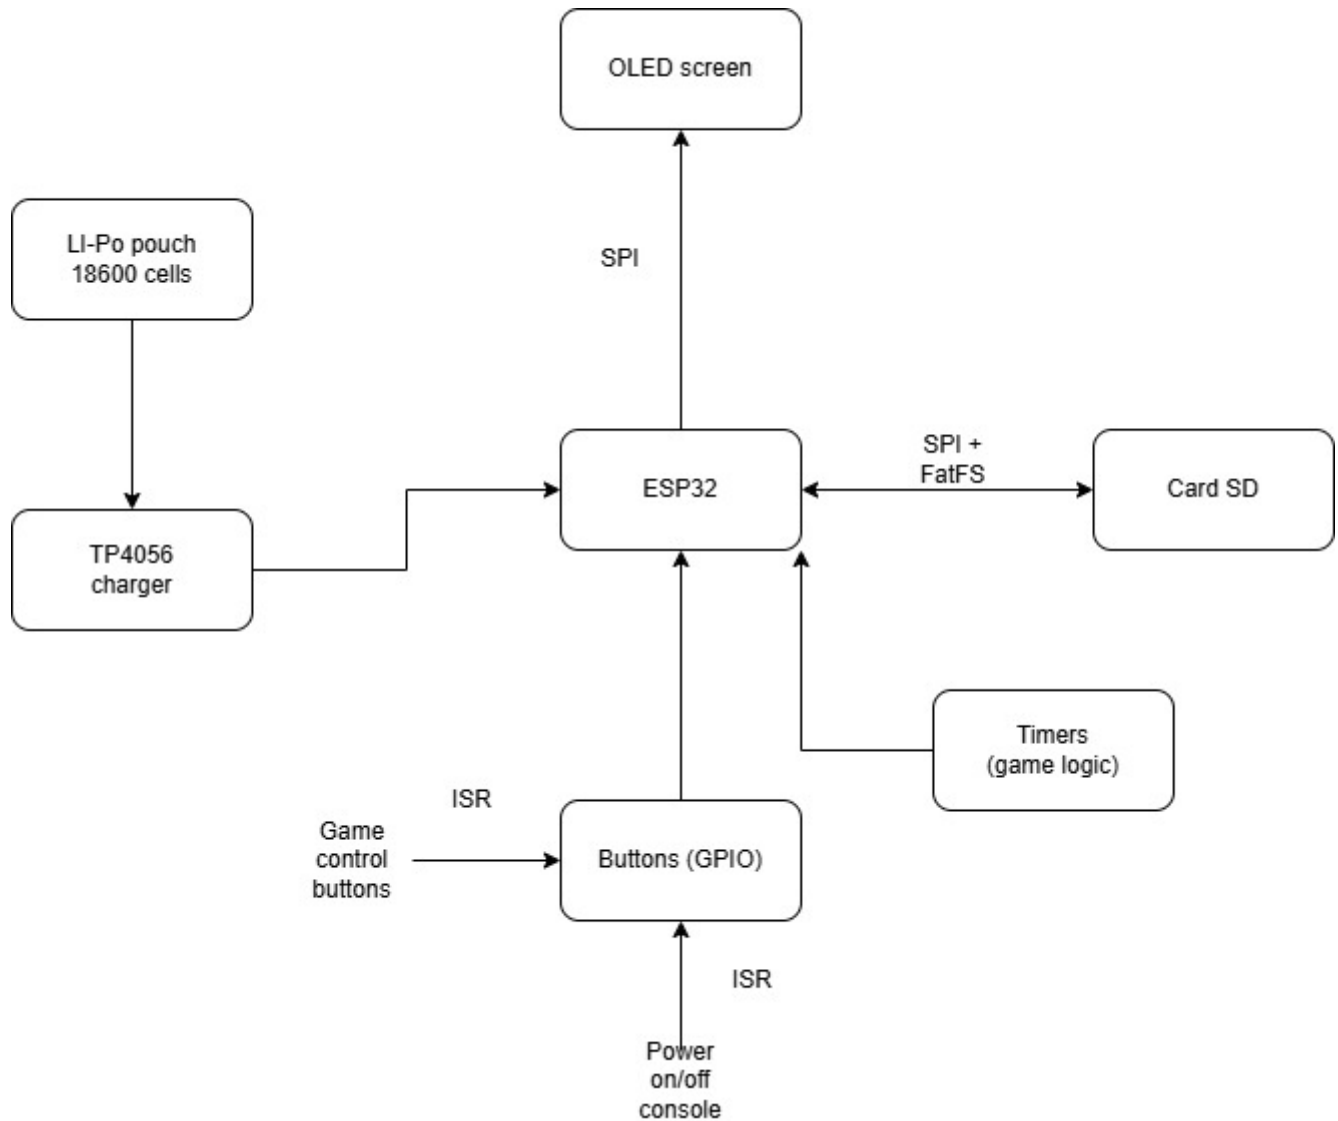 OLED screen
LI-Po pouch
18600 cells
SPI
SPI +
FatFS
ESP32
Card SD
TP4056
charger
Timers
(game logic)
ISR
Game
control
buttons
Buttons (GPIO)
ISR
Power
on/off
console